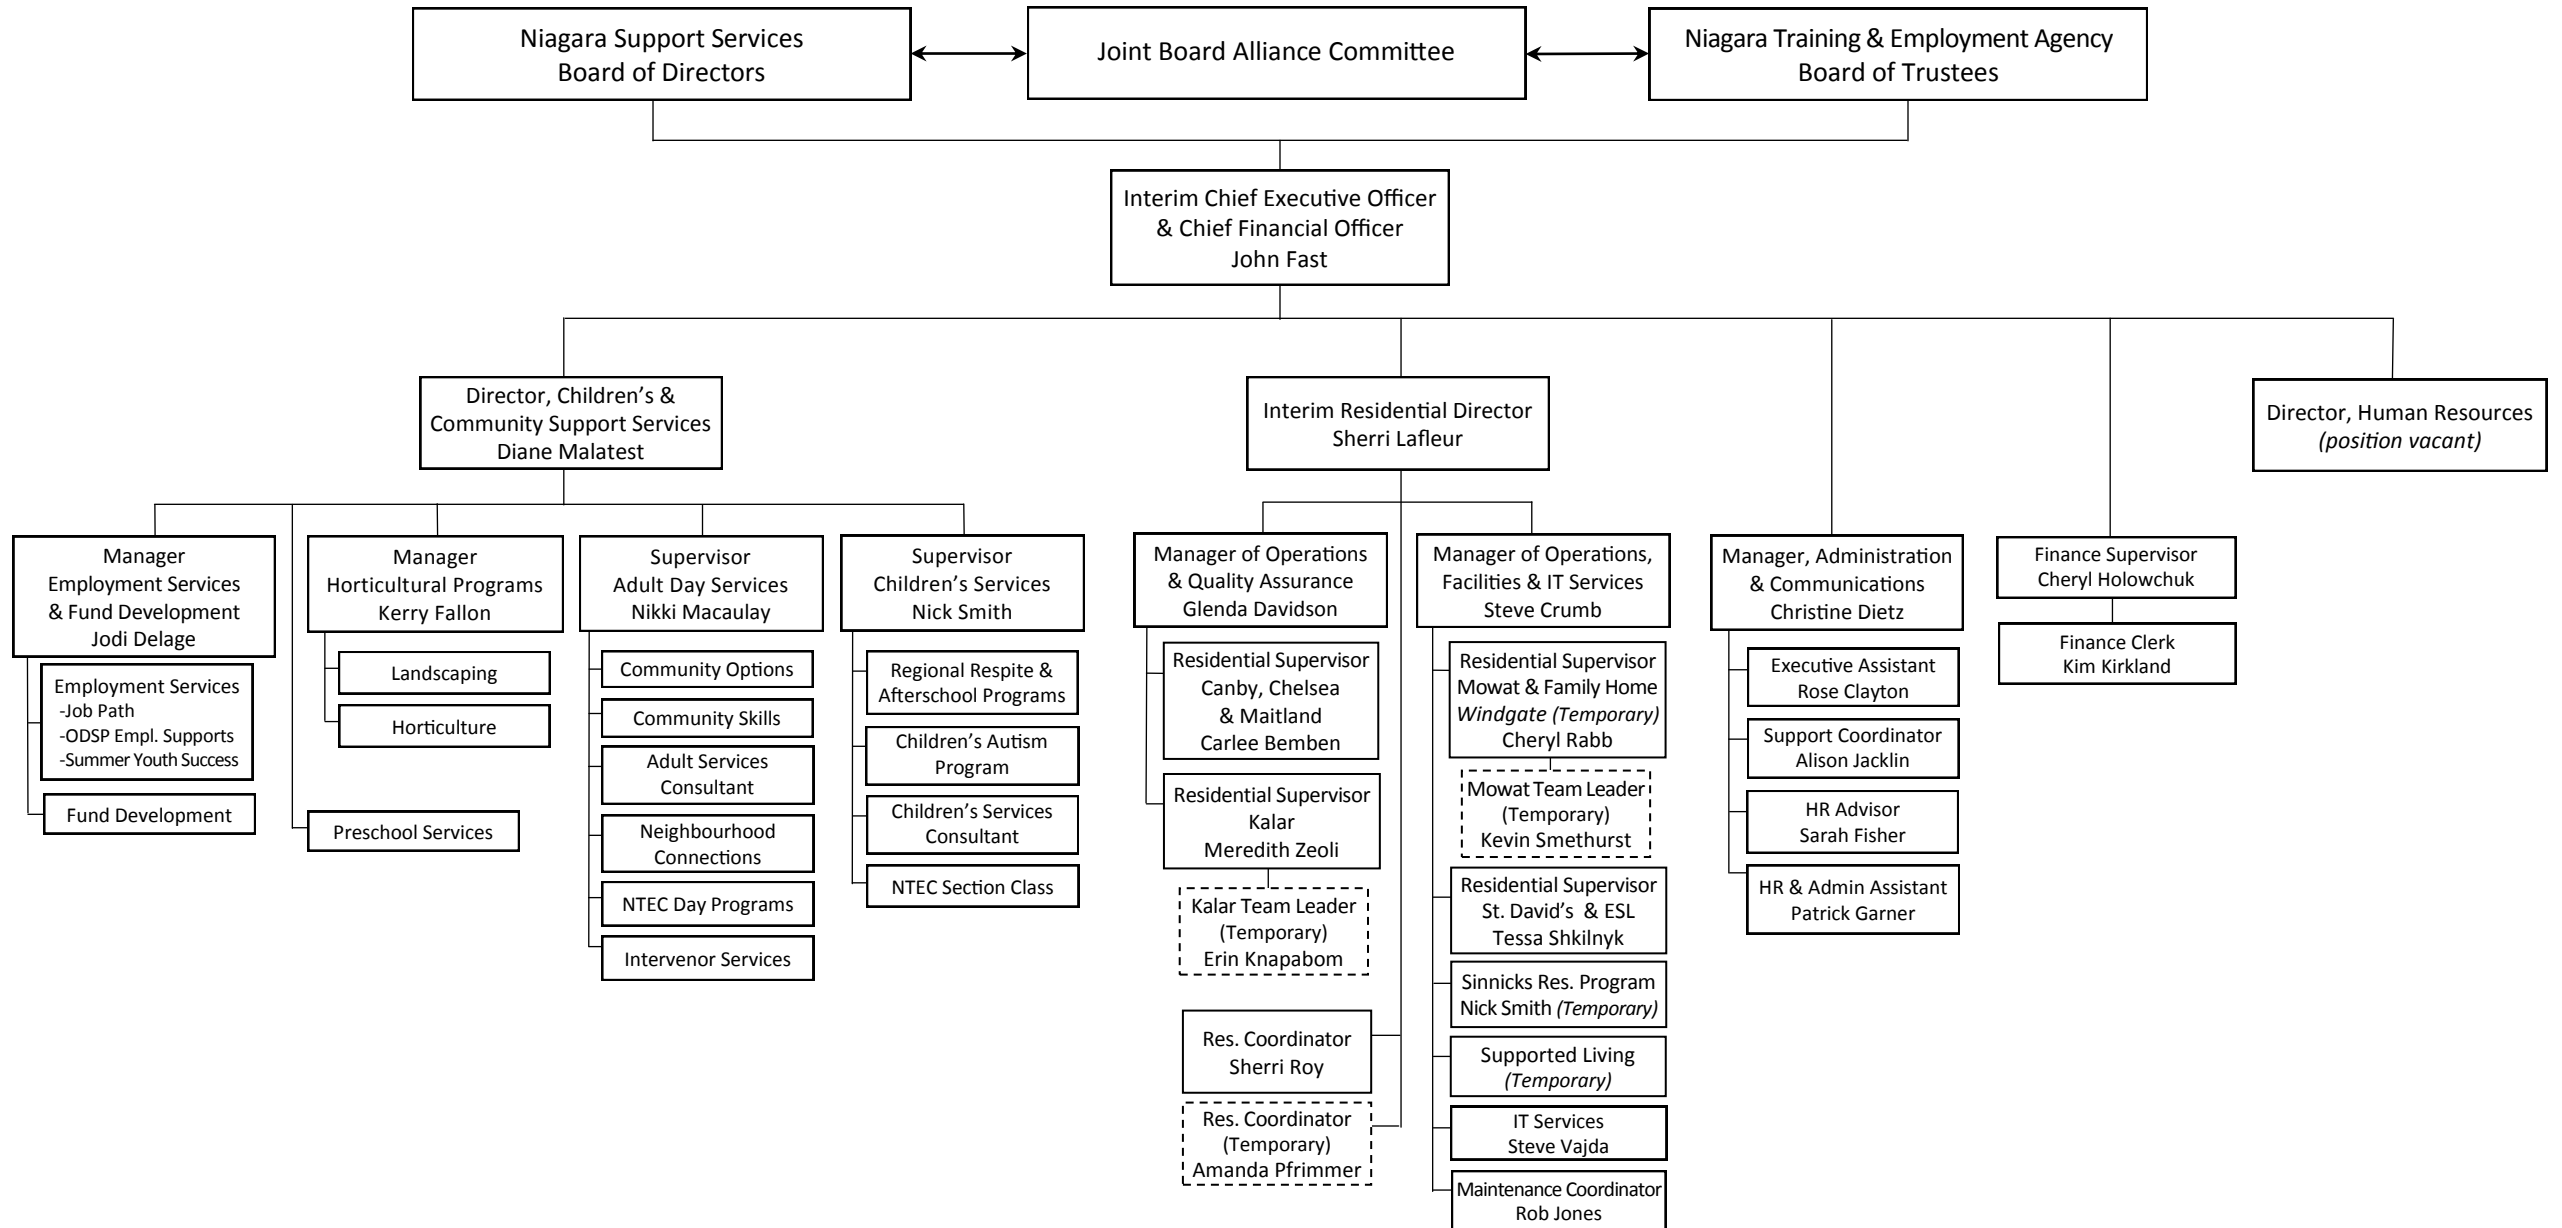 Niagara Support Services
Board of Directors
Joint Board Alliance Committee
Niagara Training & Employment Agency
Board of Trustees
Interim Chief Executive Officer
& Chief Financial Officer
John Fast
Director, Children’s &
Community Support Services
Diane Malatest
Interim Residential Director
Sherri Lafleur
Director, Human Resources
(position vacant)
Manager
Employment Services
& Fund Development
Jodi Delage
Employment Services
-Job Path
-ODSP Empl. Supports
-Summer Youth Success
Fund Development
Preschool Services
Manager
Horticultural Programs
Kerry Fallon
Landscaping
Horticulture
Supervisor
Adult Day Services
Nikki Macaulay
Community Options
Community Skills
Adult Services
Consultant
Neighbourhood
Connections
NTEC Day Programs
Intervenor Services
Supervisor
Children’s Services
Nick Smith
Regional Respite &
Afterschool Programs
Children’s Autism
Program
Children’s Services
Consultant
NTEC Section Class
Manager of Operations
& Quality Assurance
Glenda Davidson
Residential Supervisor
Canby, Chelsea
& Maitland
Carlee Bemben
Residential Supervisor
Kalar
Meredith Zeoli
Kalar Team Leader
(Temporary)
Erin Knapabom
Res. Coordinator
Sherri Roy
Res. Coordinator
(Temporary)
Amanda Pfrimmer
Manager of Operations,
Facilities & IT Services
Steve Crumb
Residential Supervisor
Mowat & Family Home
Windgate (Temporary)
Cheryl Rabb
Mowat Team Leader
(Temporary)
Kevin Smethurst
Residential Supervisor
St. David’s & ESL
Tessa Shkilnyk
Sinnicks Res. Program
Nick Smith (Temporary)
Supported Living
(Temporary)
IT Services
Steve Vajda
Maintenance Coordinator
Rob Jones
Manager, Administration
& Communications
Christine Dietz
Executive Assistant
Rose Clayton
Support Coordinator
Alison Jacklin
HR Advisor
Sarah Fisher
HR & Admin Assistant
Patrick Garner
Finance Supervisor
Cheryl Holowchuk
Finance Clerk
Kim Kirkland